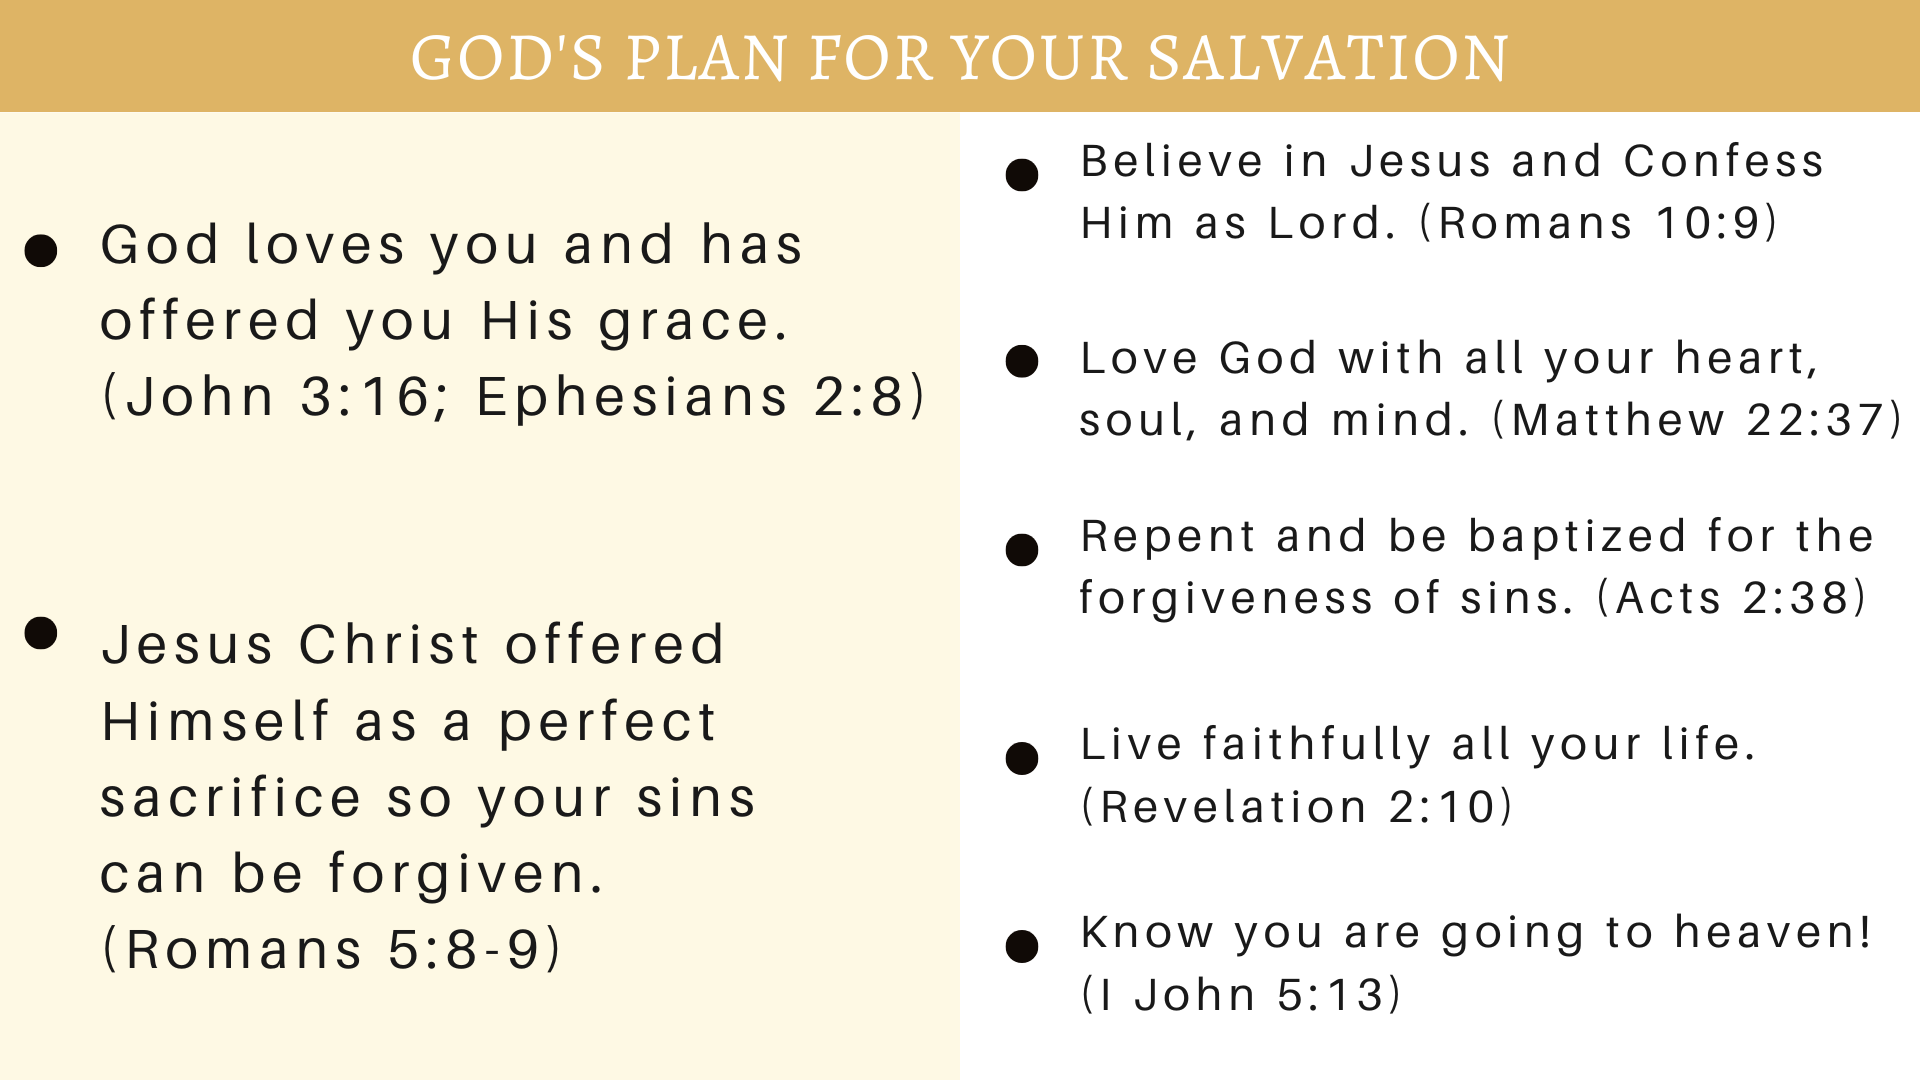 GOD'S PLAN FOR YOUR SALVATION
God loves you and has
offered you His grace.
(John 3:16; Ephesians 2:8)
Jesus Christ offered
Himself as a perfect
sacrifice so your sins
can be forgiven.
(Romans 5:8-9)
Believe in Jesus and Confess
Him as Lord. (Romans 10:9)
Love God with all your heart,
soul, and mind. (Matthew 22:37)
Repent and be baptized for the
forgiveness of sins. (Acts 2:38)
Live faithfully all your life.
(Revelation 2:10)
Know you are going to heaven!
(I John 5:13)